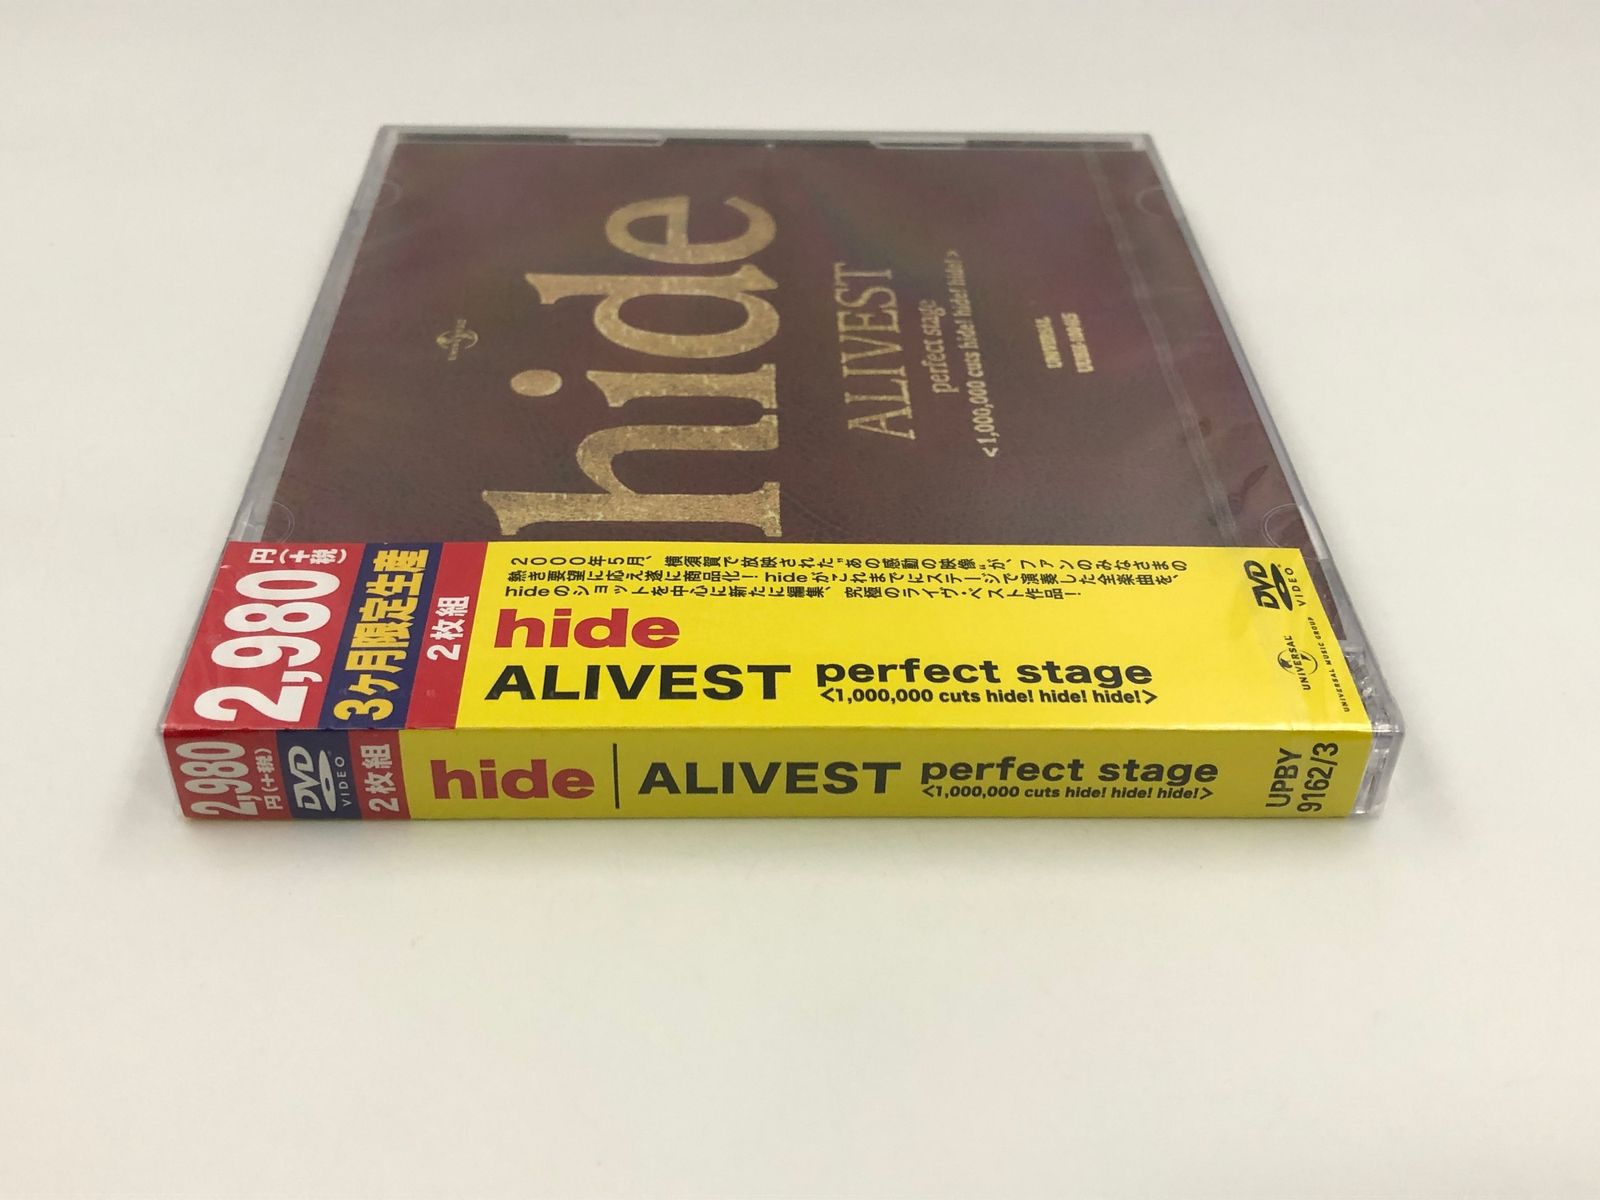 hide
ALIVEST
perfect stage
<1,000,000 cuts hide! hide! hide!>
UNIVERSAL
2,980
円(+税)
3ヶ月限定生産
2枚組
2000年5月、横須賀で放映された"あの感動の映像"が、ファンのみなさまの
熱き要望に応え遂に商品化！hideがこれまでにステージで演奏した全楽曲を、
hideのショットを中心に新たに編集、究極のライヴ・ベスト作品！
hide
ALIVEST perfect stage
<1,000,000 cuts hide! hide! hide!>
DVD
VIDEO
UNIVERSAL
UNIVERSAL MUSIC GROUP
2,980
円(+税)
DVD
VIDEO
2枚組
hide
ALIVEST perfect stage
<1,000,000 cuts hide! hide! hide!>
UPBY
9162/3